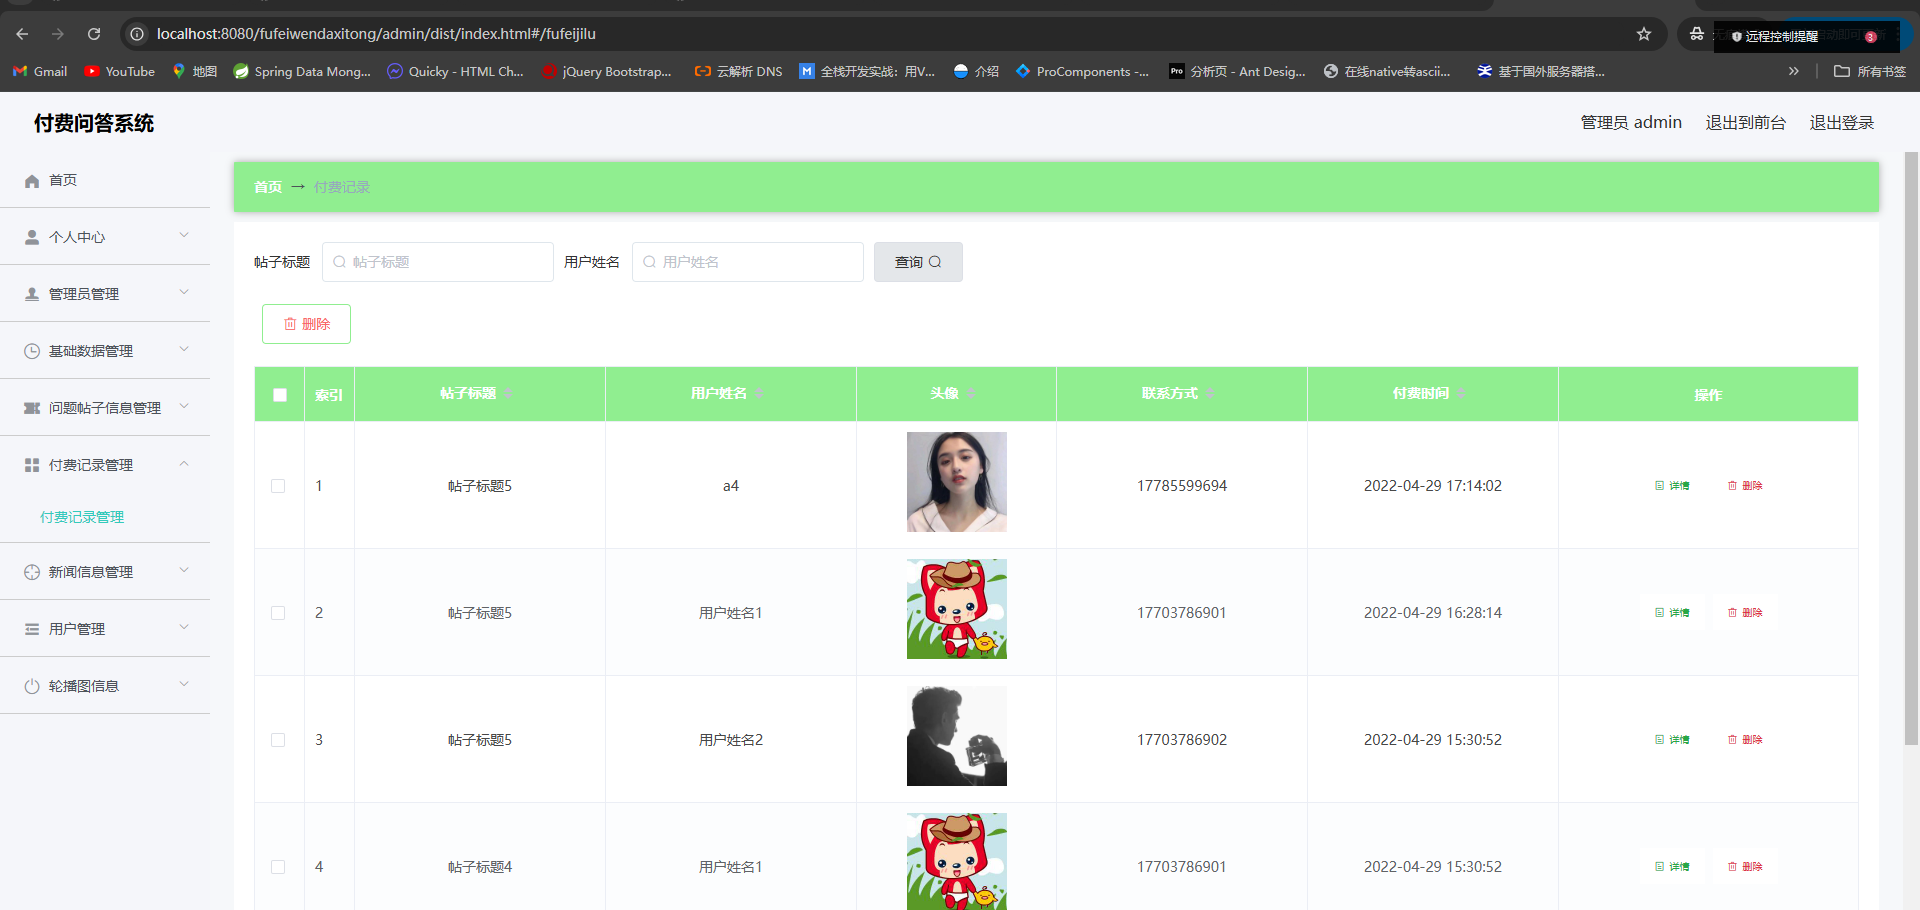 localhost:8080/fufeiwendaxitong/admin/dist/index.html#/fufeijilu
远程控制提醒 3
Gmail YouTube 地图 Spring Data Mong... Quicky - HTML Ch... jQuery Bootstrap... 云解析 DNS 全栈开发实战：用V... 介绍 ProComponents -... Pro 分析页 - Ant Desig... 在线native转ascii... 基于国外服务器搭... 所有书签
付费问答系统 管理员 admin 退出到前台 退出登录
首页
个人中心
管理员管理
基础数据管理
问题帖子信息管理
付费记录管理
付费记录管理
新闻信息管理
用户管理
轮播图信息
首页 → 付费记录
帖子标题 帖子标题 用户姓名 用户姓名 查询
删除
索引 帖子标题 用户姓名 头像 联系方式 付费时间 操作
1 帖子标题5 a4 17785599694 2022-04-29 17:14:02 详情 删除
2 帖子标题5 用户姓名1 17703786901 2022-04-29 16:28:14 详情 删除
3 帖子标题5 用户姓名2 17703786902 2022-04-29 15:30:52 详情 删除
4 帖子标题4 用户姓名1 17703786901 2022-04-29 15:30:52 详情 删除